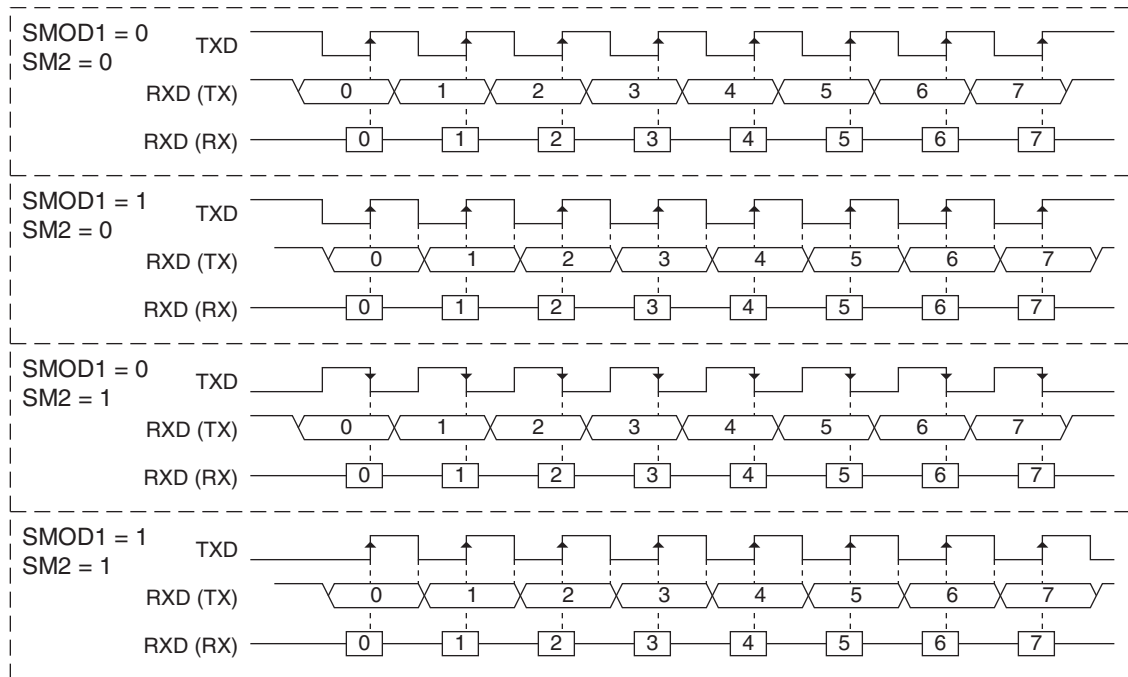 SMOD1 = 0
SM2 = 0
TXD
RXD (TX) 0 1 2 3 4 5 6 7
RXD (RX) 0 1 2 3 4 5 6 7
SMOD1 = 1
SM2 = 0
TXD
RXD (TX) 0 1 2 3 4 5 6 7
RXD (RX) 0 1 2 3 4 5 6 7
SMOD1 = 0
SM2 = 1
TXD
RXD (TX) 0 1 2 3 4 5 6 7
RXD (RX) 0 1 2 3 4 5 6 7
SMOD1 = 1
SM2 = 1
TXD
RXD (TX) 0 1 2 3 4 5 6 7
RXD (RX) 0 1 2 3 4 5 6 7